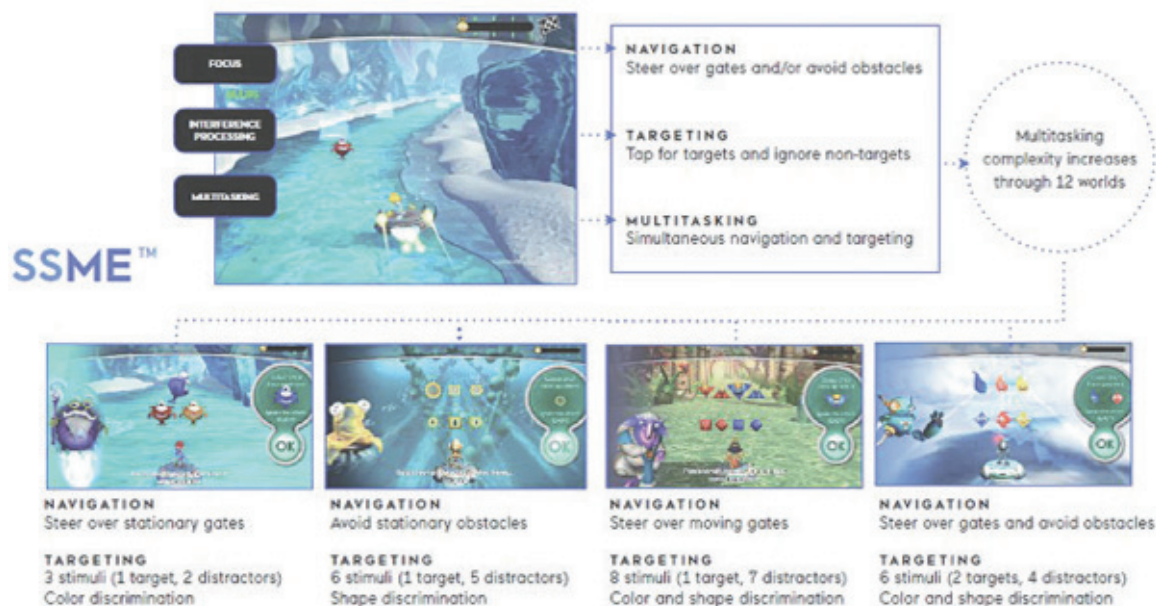 FOCUS
INTERFERENCE
PROCESSING
MULTITASKING
NAVIGATION
Steer over gates and/or avoid obstacles
TARGETING
Tap for targets and ignore non-targets
MULTITASKING
Simultaneous navigation and targeting
Multitasking
complexity increases
through 12 worlds
SSME™
OK
OK
OK
OK
NAVIGATION
Steer over stationary gates
TARGETING
3 stimuli (1 target, 2 distractors)
Color discrimination
NAVIGATION
Avoid stationary obstacles
TARGETING
6 stimuli (1 target, 5 distractors)
Shape discrimination
NAVIGATION
Steer over moving gates
TARGETING
8 stimuli (1 target, 7 distractors)
Color and shape discrimination
NAVIGATION
Steer over gates and avoid obstacles
TARGETING
6 stimuli (2 targets, 4 distractors)
Color and shape discrimination